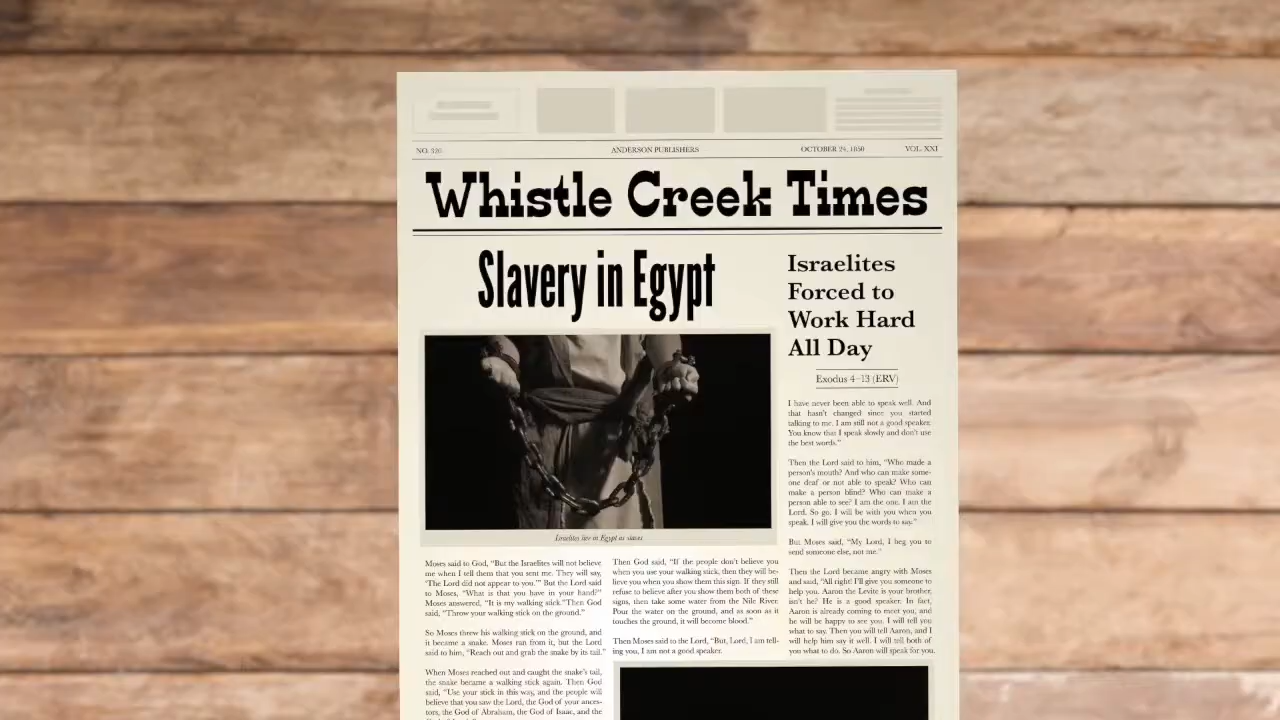 NO. 320
ANDERSON PUBLISHERS
OCTOBER 24, 1850
VOL. XXI
Whistle Creek Times
Slavery in Egypt
Israelites live in Egypt as slaves
Moses said to God, “But the Israelites will not believe
me when I tell them that you sent me. They will say,
‘The Lord did not appear to you.’” But the Lord said
to Moses, “What is that you have in your hand?”
Moses answered, “It is my walking stick.”Then God
said, “Throw your walking stick on the ground.”
So Moses threw his walking stick on the ground, and
it became a snake. Moses ran from it, but the Lord
said to him, “Reach out and grab the snake by its tail.”
When Moses reached out and caught the snake’s tail,
the snake became a walking stick again. Then God
said, “Use your stick in this way, and the people will
believe that you saw the Lord, the God of your ances-
tors, the God of Abraham, the God of Isaac, and the
Then God said, “If the people don’t believe you
when you use your walking stick, then they will be-
lieve you when you show them this sign. If they still
refuse to believe after you show them both of these
signs, then take some water from the Nile River.
Pour the water on the ground, and as soon as it
touches the ground, it will become blood.”
Then Moses said to the Lord, “But, Lord, I am tell-
ing you, I am not a good speaker.
Israelites
Forced to
Work Hard
All Day
Exodus 4–13 (ERV)
I have never been able to speak well. And
that hasn’t changed since you started
talking to me. I am still not a good speaker.
You know that I speak slowly and don’t use
the best words.”
Then the Lord said to him, “Who made a
person’s mouth? And who can make some-
one deaf or not able to speak? Who can
make a person blind? Who can make a
person able to see? I am the one. I am the
Lord. So go. I will be with you when you
speak. I will give you the words to say.”
But Moses said, “My Lord, I beg you to
send someone else, not me.”
Then the Lord became angry with Moses
and said, “All right! I’ll give you someone to
help you. Aaron the Levite is your brother,
isn’t he? He is a good speaker. In fact,
Aaron is already coming to meet you, and
he will be happy to see you. I will tell you
what to say. Then you will tell Aaron, and I
will help him say it well. I will tell both of
you what to do. So Aaron will speak for you.